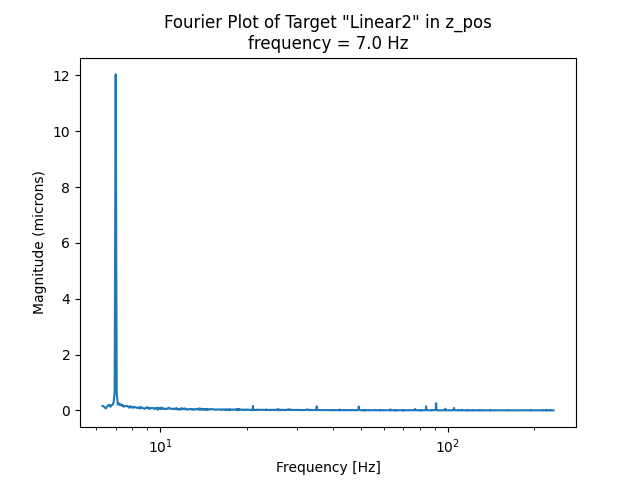 Fourier Plot of Target "Linear2" in z_pos
frequency = 7.0 Hz
12
10
8
6
4
2
0
Magnitude (microns)
10¹
10²
Frequency [Hz]